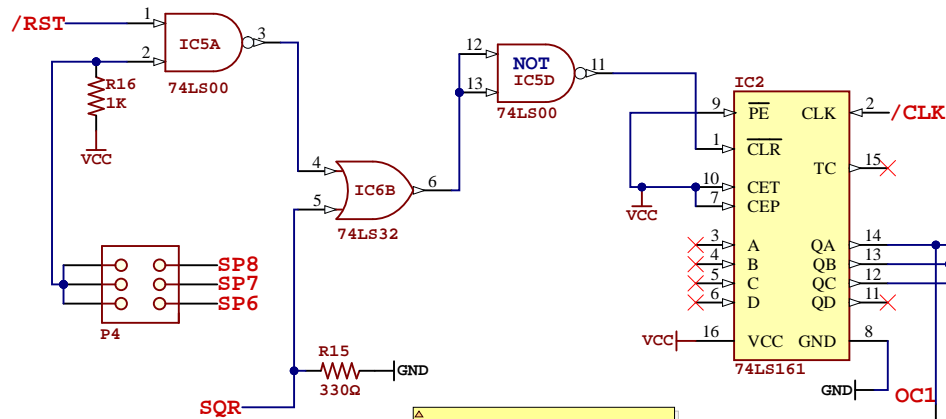 /RST
1
2
3
IC5A
74LS00
R16
1K
VCC
4
5
6
IC6B
74LS32
12
13
11
NOT
IC5D
74LS00
IC2
9
PE
CLK
2
/CLK
1
CLR
TC
15
10
CET
7
CEP
VCC
3
A
QA
14
4
B
QB
13
5
C
QC
12
6
D
QD
11
VCC
16
VCC
GND
8
74LS161
GND
OC1
SP8
SP7
SP6
P4
R15
330Ω
GND
SQR